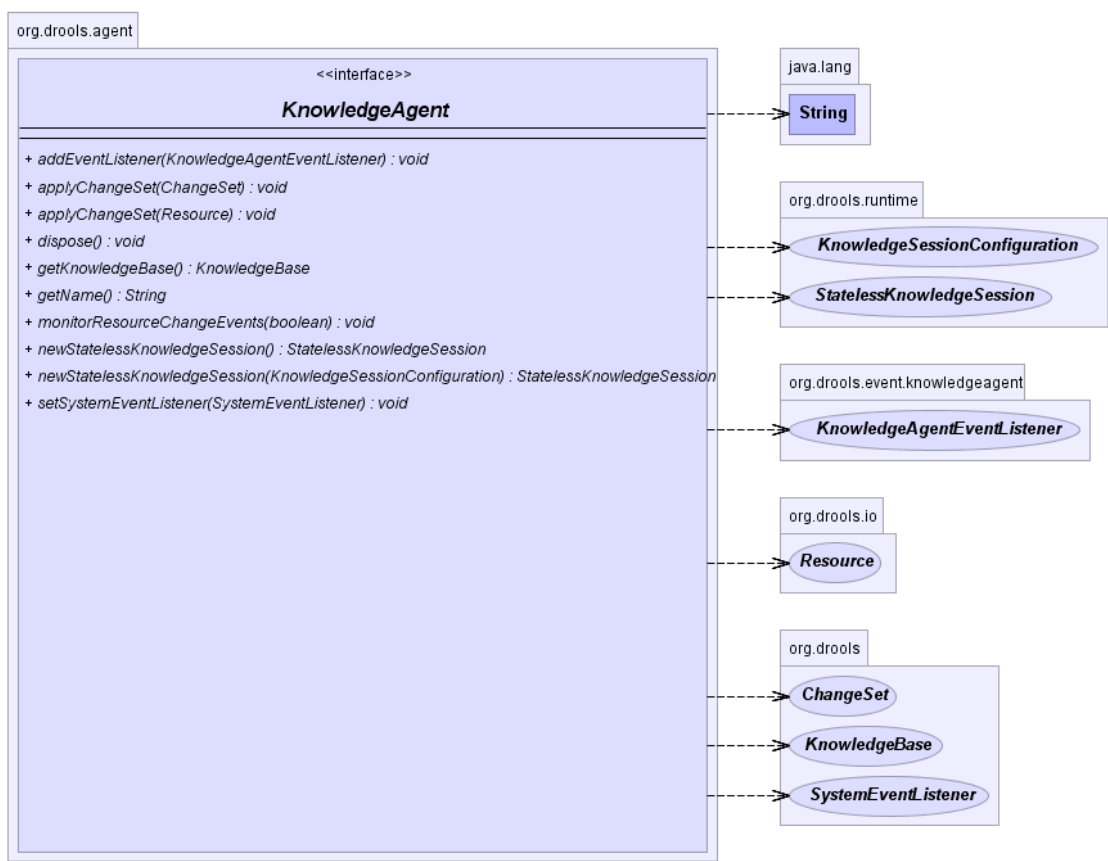 org.drools.agent
<<interface>>
KnowledgeAgent
+ addEventListener(KnowledgeAgentEventListener) : void
+ applyChangeSet(ChangeSet) : void
+ applyChangeSet(Resource) : void
+ dispose() : void
+ getKnowledgeBase() : KnowledgeBase
+ getName() : String
+ monitorResourceChangeEvents(boolean) : void
+ newStatelessKnowledgeSession() : StatelessKnowledgeSession
+ newStatelessKnowledgeSession(KnowledgeSessionConfiguration) : StatelessKnowledgeSession
+ setSystemEventListener(SystemEventListener) : void
java.lang
String
org.drools.runtime
KnowledgeSessionConfiguration
StatelessKnowledgeSession
org.drools.event.knowledgeagent
KnowledgeAgentEventListener
org.drools.io
Resource
org.drools
ChangeSet
KnowledgeBase
SystemEventListener